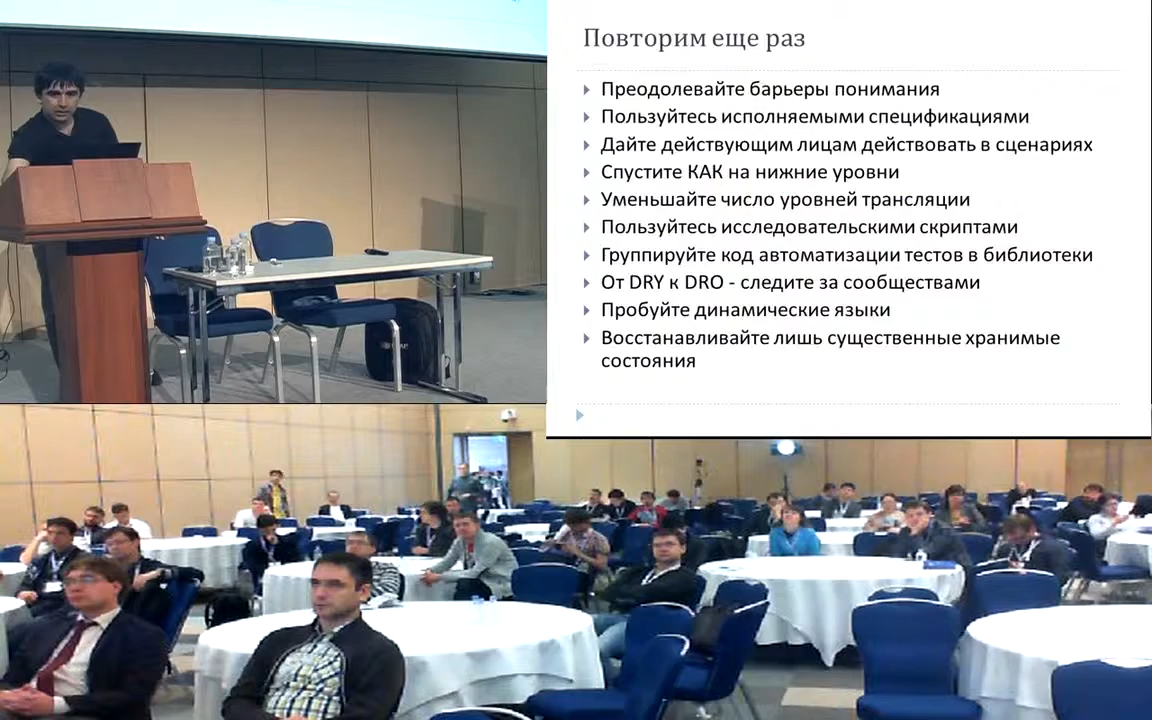 Повторим еще раз
Преодолевайте барьеры понимания
Пользуйтесь исполняемыми спецификациями
Дайте действующим лицам действовать в сценариях
Спустите КАК на нижние уровни
Уменьшайте число уровней трансляции
Пользуйтесь исследовательскими скриптами
Группируйте код автоматизации тестов в библиотеки
От DRY к DRO - следите за сообществами
Пробуйте динамические языки
Восстанавливайте лишь существенные хранимые
состояния